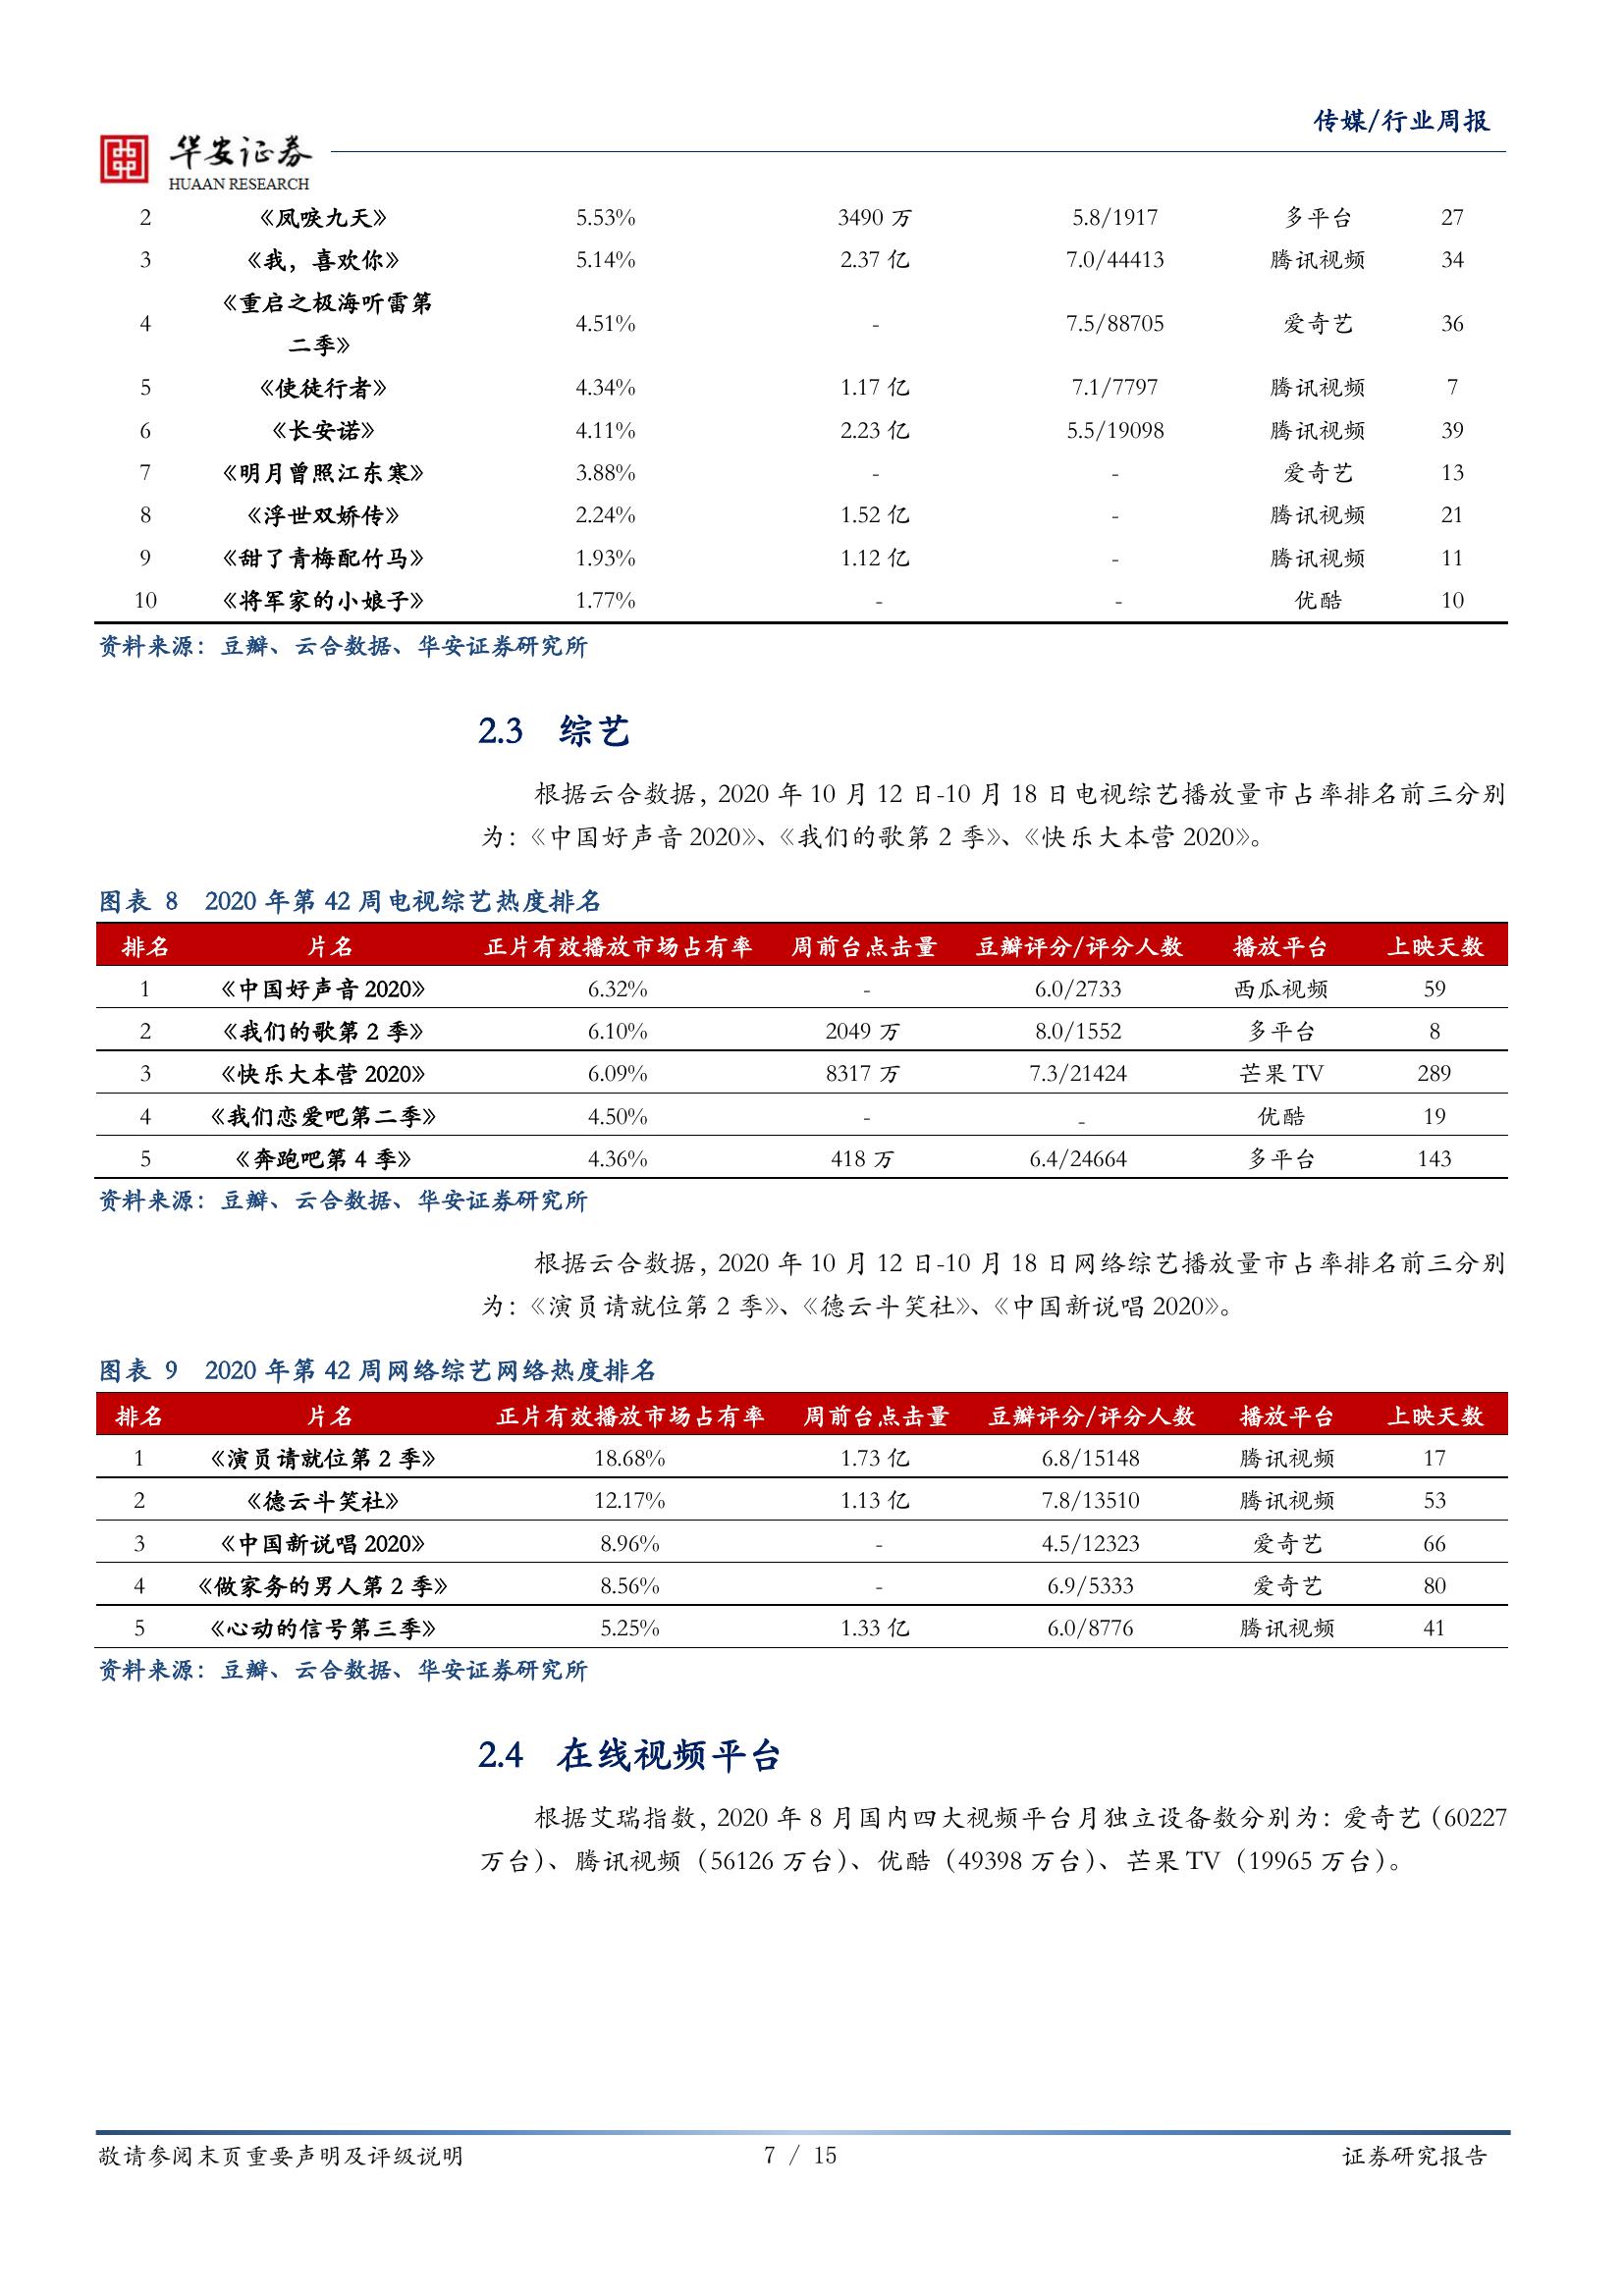 传媒/行业周报
华安证券
HUAAN RESEARCH
2 《凤唳九天》 5.53% 3490 万 5.8/1917 多平台 27
3 《我，喜欢你》 5.14% 2.37 亿 7.0/44413 腾讯视频 34
4 《重启之极海听雷第
二季》 4.51% - 7.5/88705 爱奇艺 36
5 《使徒行者》 4.34% 1.17 亿 7.1/7797 腾讯视频 7
6 《长安诺》 4.11% 2.23 亿 5.5/19098 腾讯视频 39
7 《明月曾照江东寒》 3.88% - - 爱奇艺 13
8 《浮世双娇传》 2.24% 1.52 亿 - 腾讯视频 21
9 《甜了青梅配竹马》 1.93% 1.12 亿 - 腾讯视频 11
10 《将军家的小娘子》 1.77% - - 优酷 10
资料来源：豆瓣、云合数据、华安证券研究所
2.3 综艺
根据云合数据，2020 年 10 月 12 日-10 月 18 日电视综艺播放量市占率排名前三分别
为：《中国好声音 2020》、《我们的歌第 2 季》、《快乐大本营 2020》。
图表 8 2020 年第 42 周电视综艺热度排名
排名 片名 正片有效播放市场占有率 周前台点击量 豆瓣评分/评分人数 播放平台 上映天数
1 《中国好声音 2020》 6.32% - 6.0/2733 西瓜视频 59
2 《我们的歌第 2 季》 6.10% 2049 万 8.0/1552 多平台 8
3 《快乐大本营 2020》 6.09% 8317 万 7.3/21424 芒果 TV 289
4 《我们恋爱吧第二季》 4.50% - - 优酷 19
5 《奔跑吧第 4 季》 4.36% 418 万 6.4/24664 多平台 143
资料来源：豆瓣、云合数据、华安证券研究所
根据云合数据，2020 年 10 月 12 日-10 月 18 日网络综艺播放量市占率排名前三分别
为：《演员请就位第 2 季》、《德云斗笑社》、《中国新说唱 2020》。
图表 9 2020 年第 42 周网络综艺网络热度排名
排名 片名 正片有效播放市场占有率 周前台点击量 豆瓣评分/评分人数 播放平台 上映天数
1 《演员请就位第 2 季》 18.68% 1.73 亿 6.8/15148 腾讯视频 17
2 《德云斗笑社》 12.17% 1.13 亿 7.8/13510 腾讯视频 53
3 《中国新说唱 2020》 8.96% - 4.5/12323 爱奇艺 66
4 《做家务的男人第 2 季》 8.56% - 6.9/5333 爱奇艺 80
5 《心动的信号第三季》 5.25% 1.33 亿 6.0/8776 腾讯视频 41
资料来源：豆瓣、云合数据、华安证券研究所
2.4 在线视频平台
根据艾瑞指数，2020 年 8 月国内四大视频平台月独立设备数分别为：爱奇艺（60227
万台）、腾讯视频（56126 万台）、优酷（49398 万台）、芒果 TV（19965 万台）。
敬请参阅末页重要声明及评级说明 7 / 15 证券研究报告